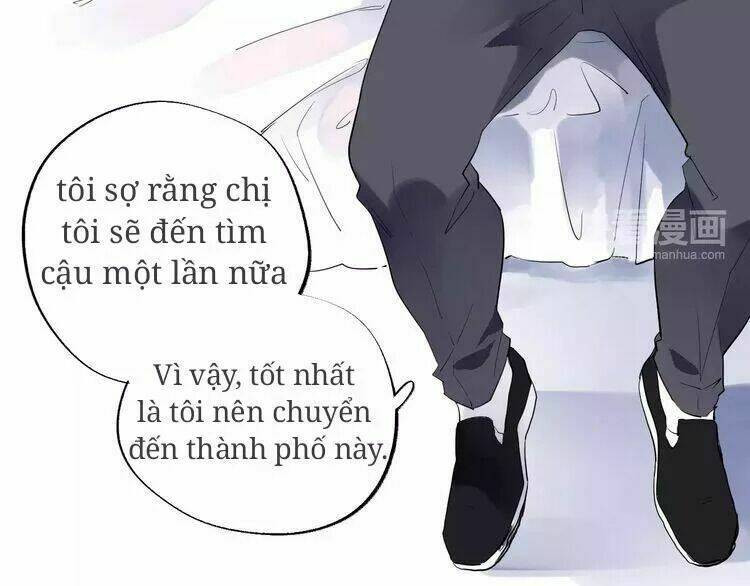 tôi sợ rằng chị
tôi sẽ đến tìm
cậu một lần nữa
Vì vậy, tốt nhất
là tôi nên chuyển
đến thành phố này.
看漫画
manhua.com